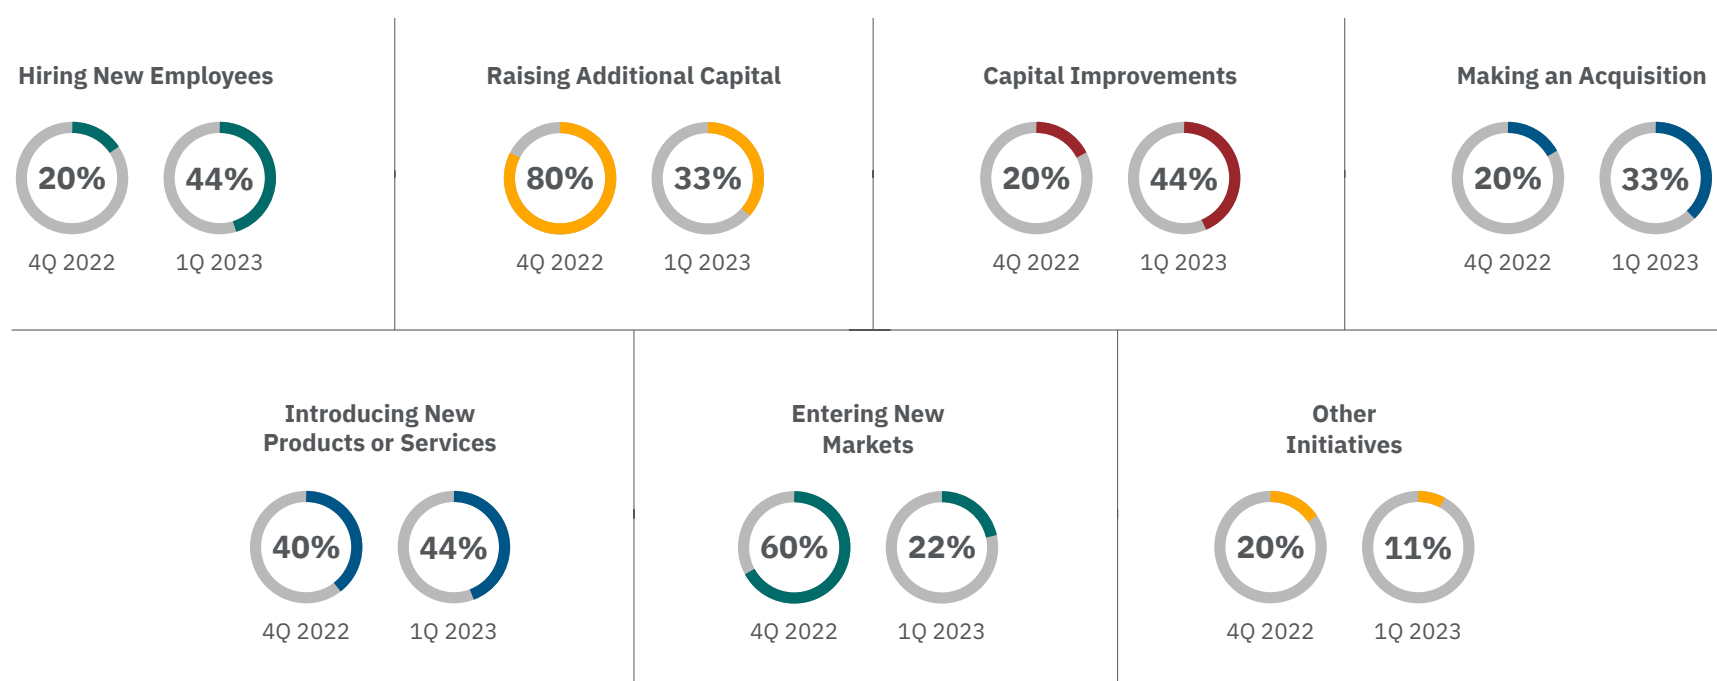 Hiring New Employees
20%
44%
4Q 2022
1Q 2023
Raising Additional Capital
80%
33%
4Q 2022
1Q 2023
Capital Improvements
20%
44%
4Q 2022
1Q 2023
Making an Acquisition
20%
33%
4Q 2022
1Q 2023
Introducing New
Products or Services
40%
44%
4Q 2022
1Q 2023
Entering New
Markets
60%
22%
4Q 2022
1Q 2023
Other
Initiatives
20%
11%
4Q 2022
1Q 2023